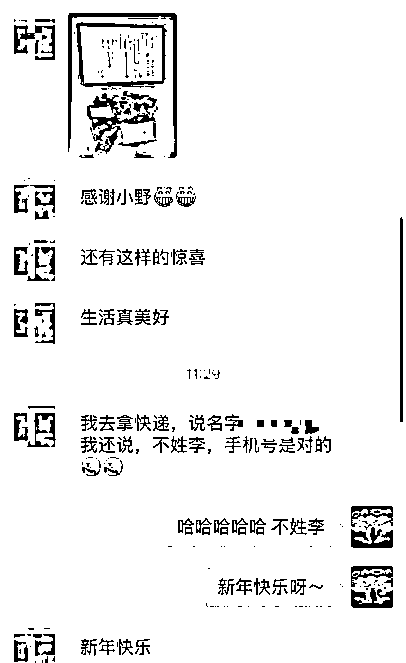 感谢小野😁😁
还有这样的惊喜
生活真美好
11:29
我去拿快递，说名字
我还说，不姓李，手机号是对的
哈哈哈哈哈 不姓李
新年快乐呀～
新年快乐